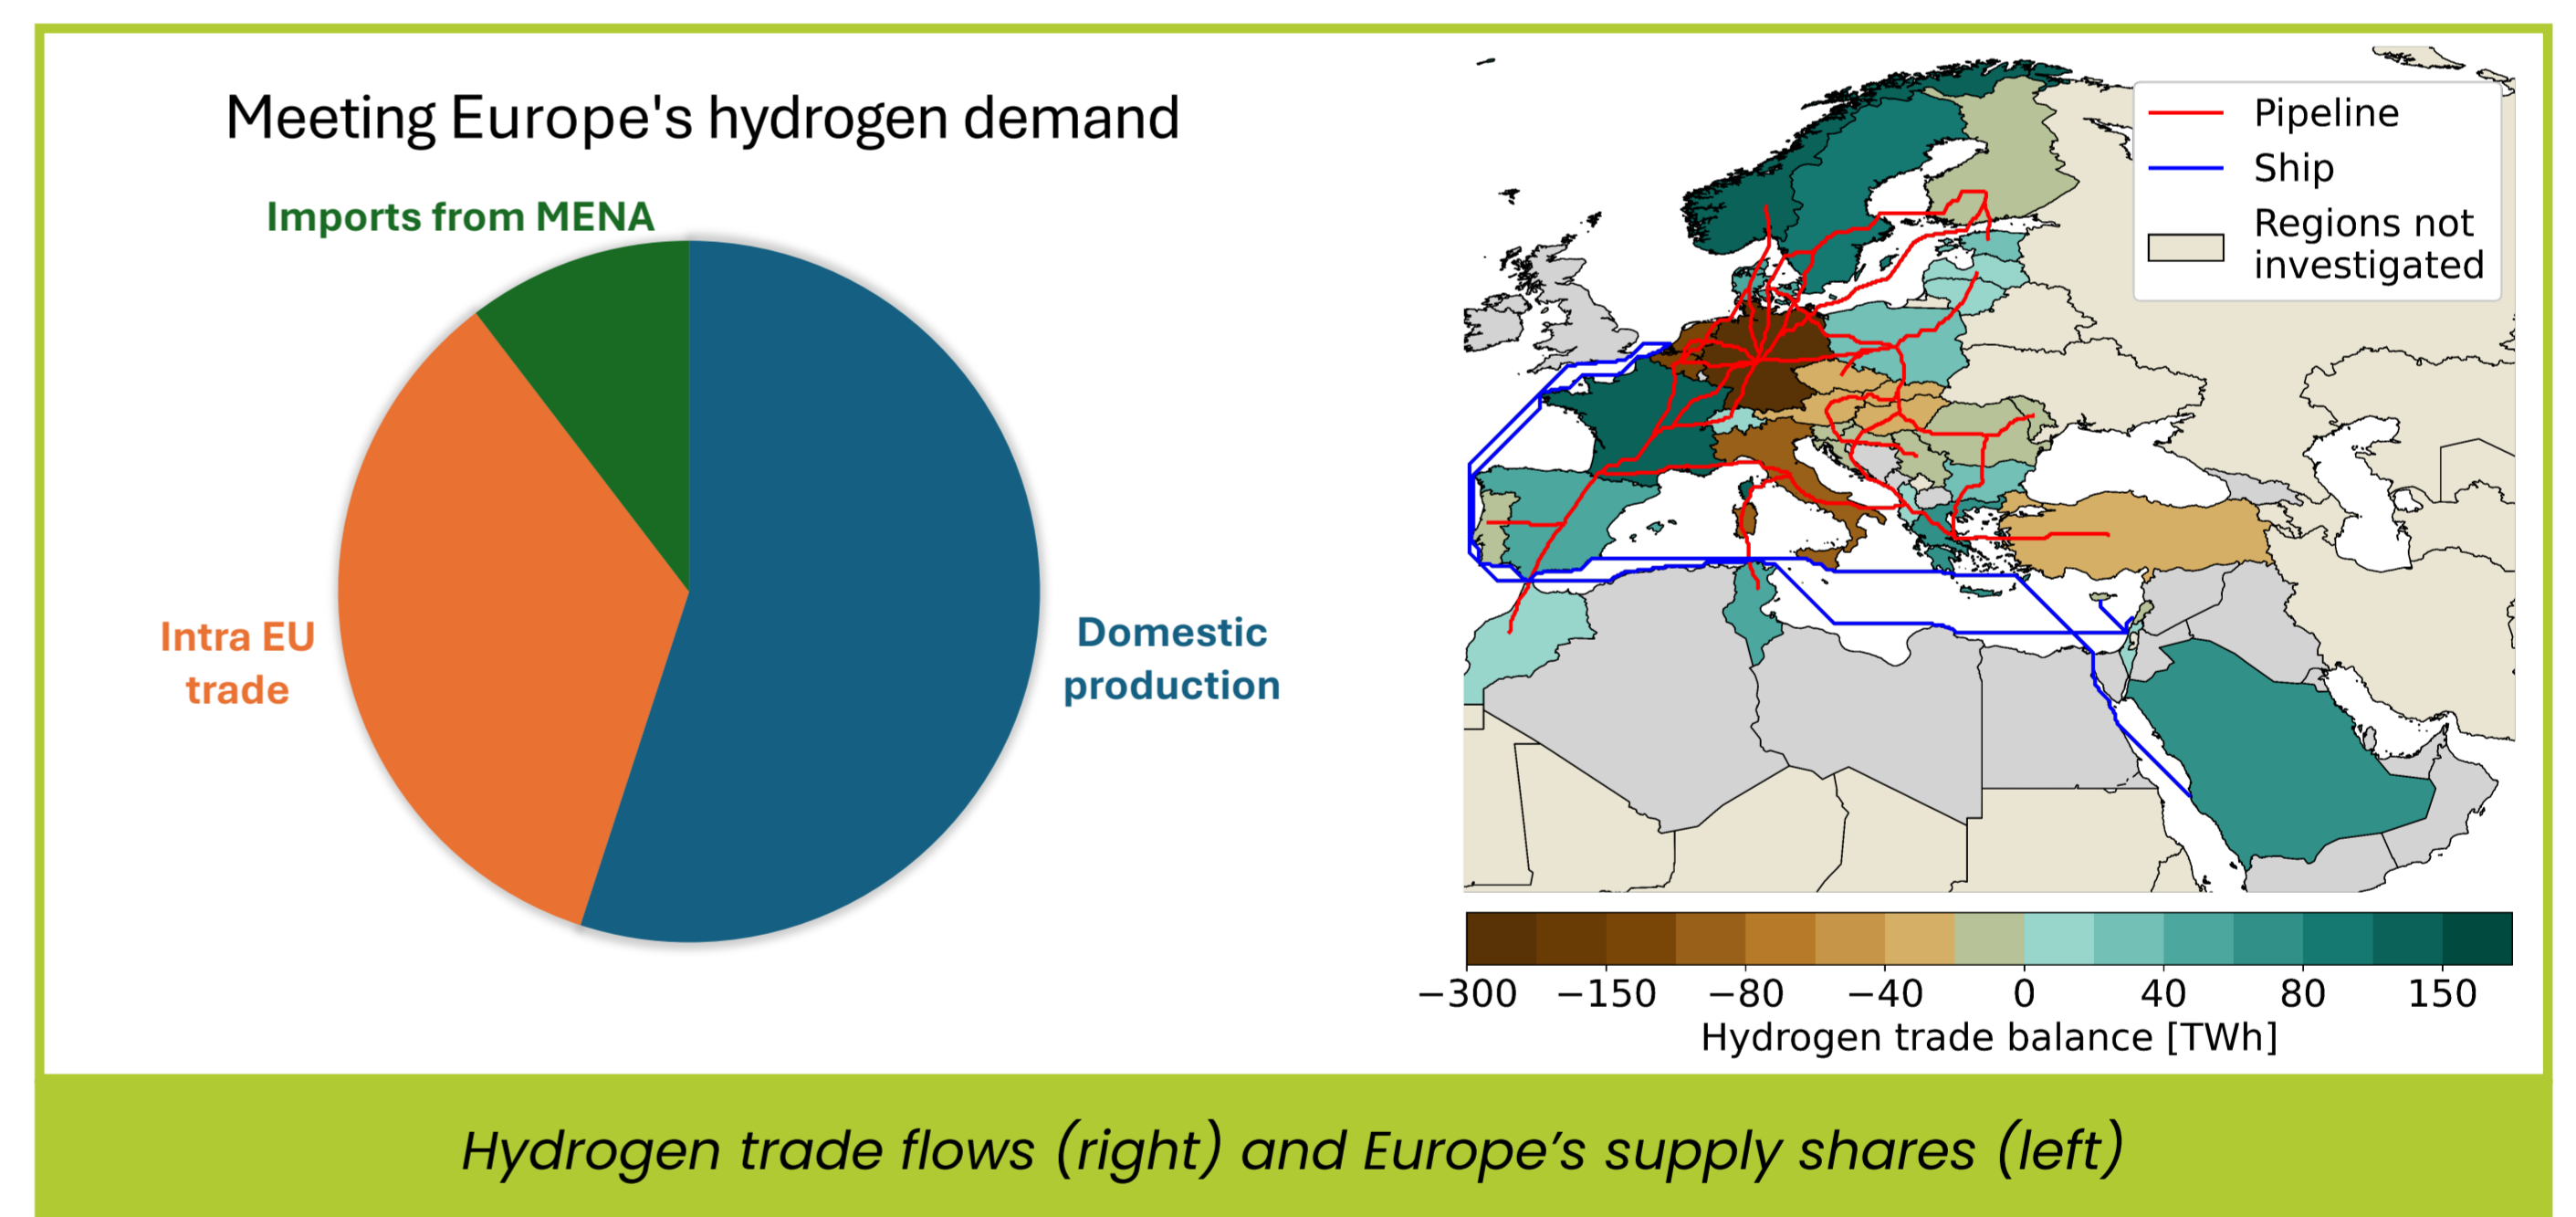 Meeting Europe's hydrogen demand
Imports from MENA
Intra EU
trade
Domestic
production
Pipeline
Ship
Regions not
investigated
−300 −150 −80 −40 0 40 80 150
Hydrogen trade balance [TWh]
Hydrogen trade flows (right) and Europe’s supply shares (left)